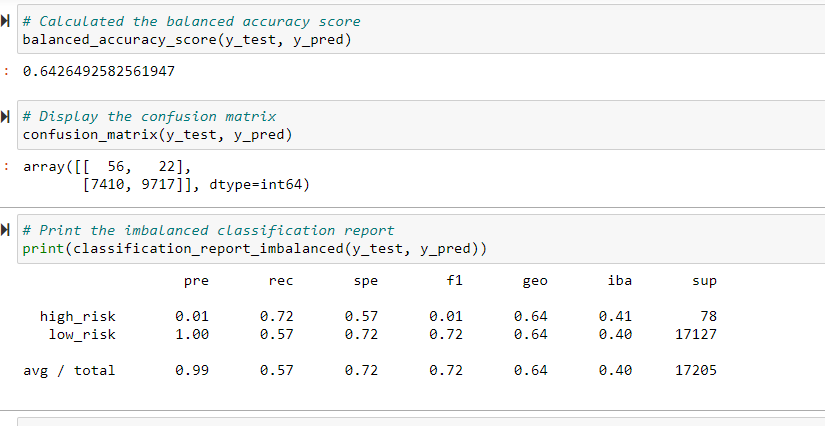 # Calculated the balanced accuracy score
balanced_accuracy_score(y_test, y_pred)
: 0.6426492582561947
# Display the confusion matrix
confusion_matrix(y_test, y_pred)
: array([[  56,   22],
       [7410, 9717]], dtype=int64)
# Print the imbalanced classification report
print(classification_report_imbalanced(y_test, y_pred))
pre rec spe f1 geo iba sup
high_risk 0.01 0.72 0.57 0.01 0.64 0.41 78
low_risk 1.00 0.57 0.72 0.72 0.64 0.40 17127
avg / total 0.99 0.57 0.72 0.72 0.64 0.40 17205